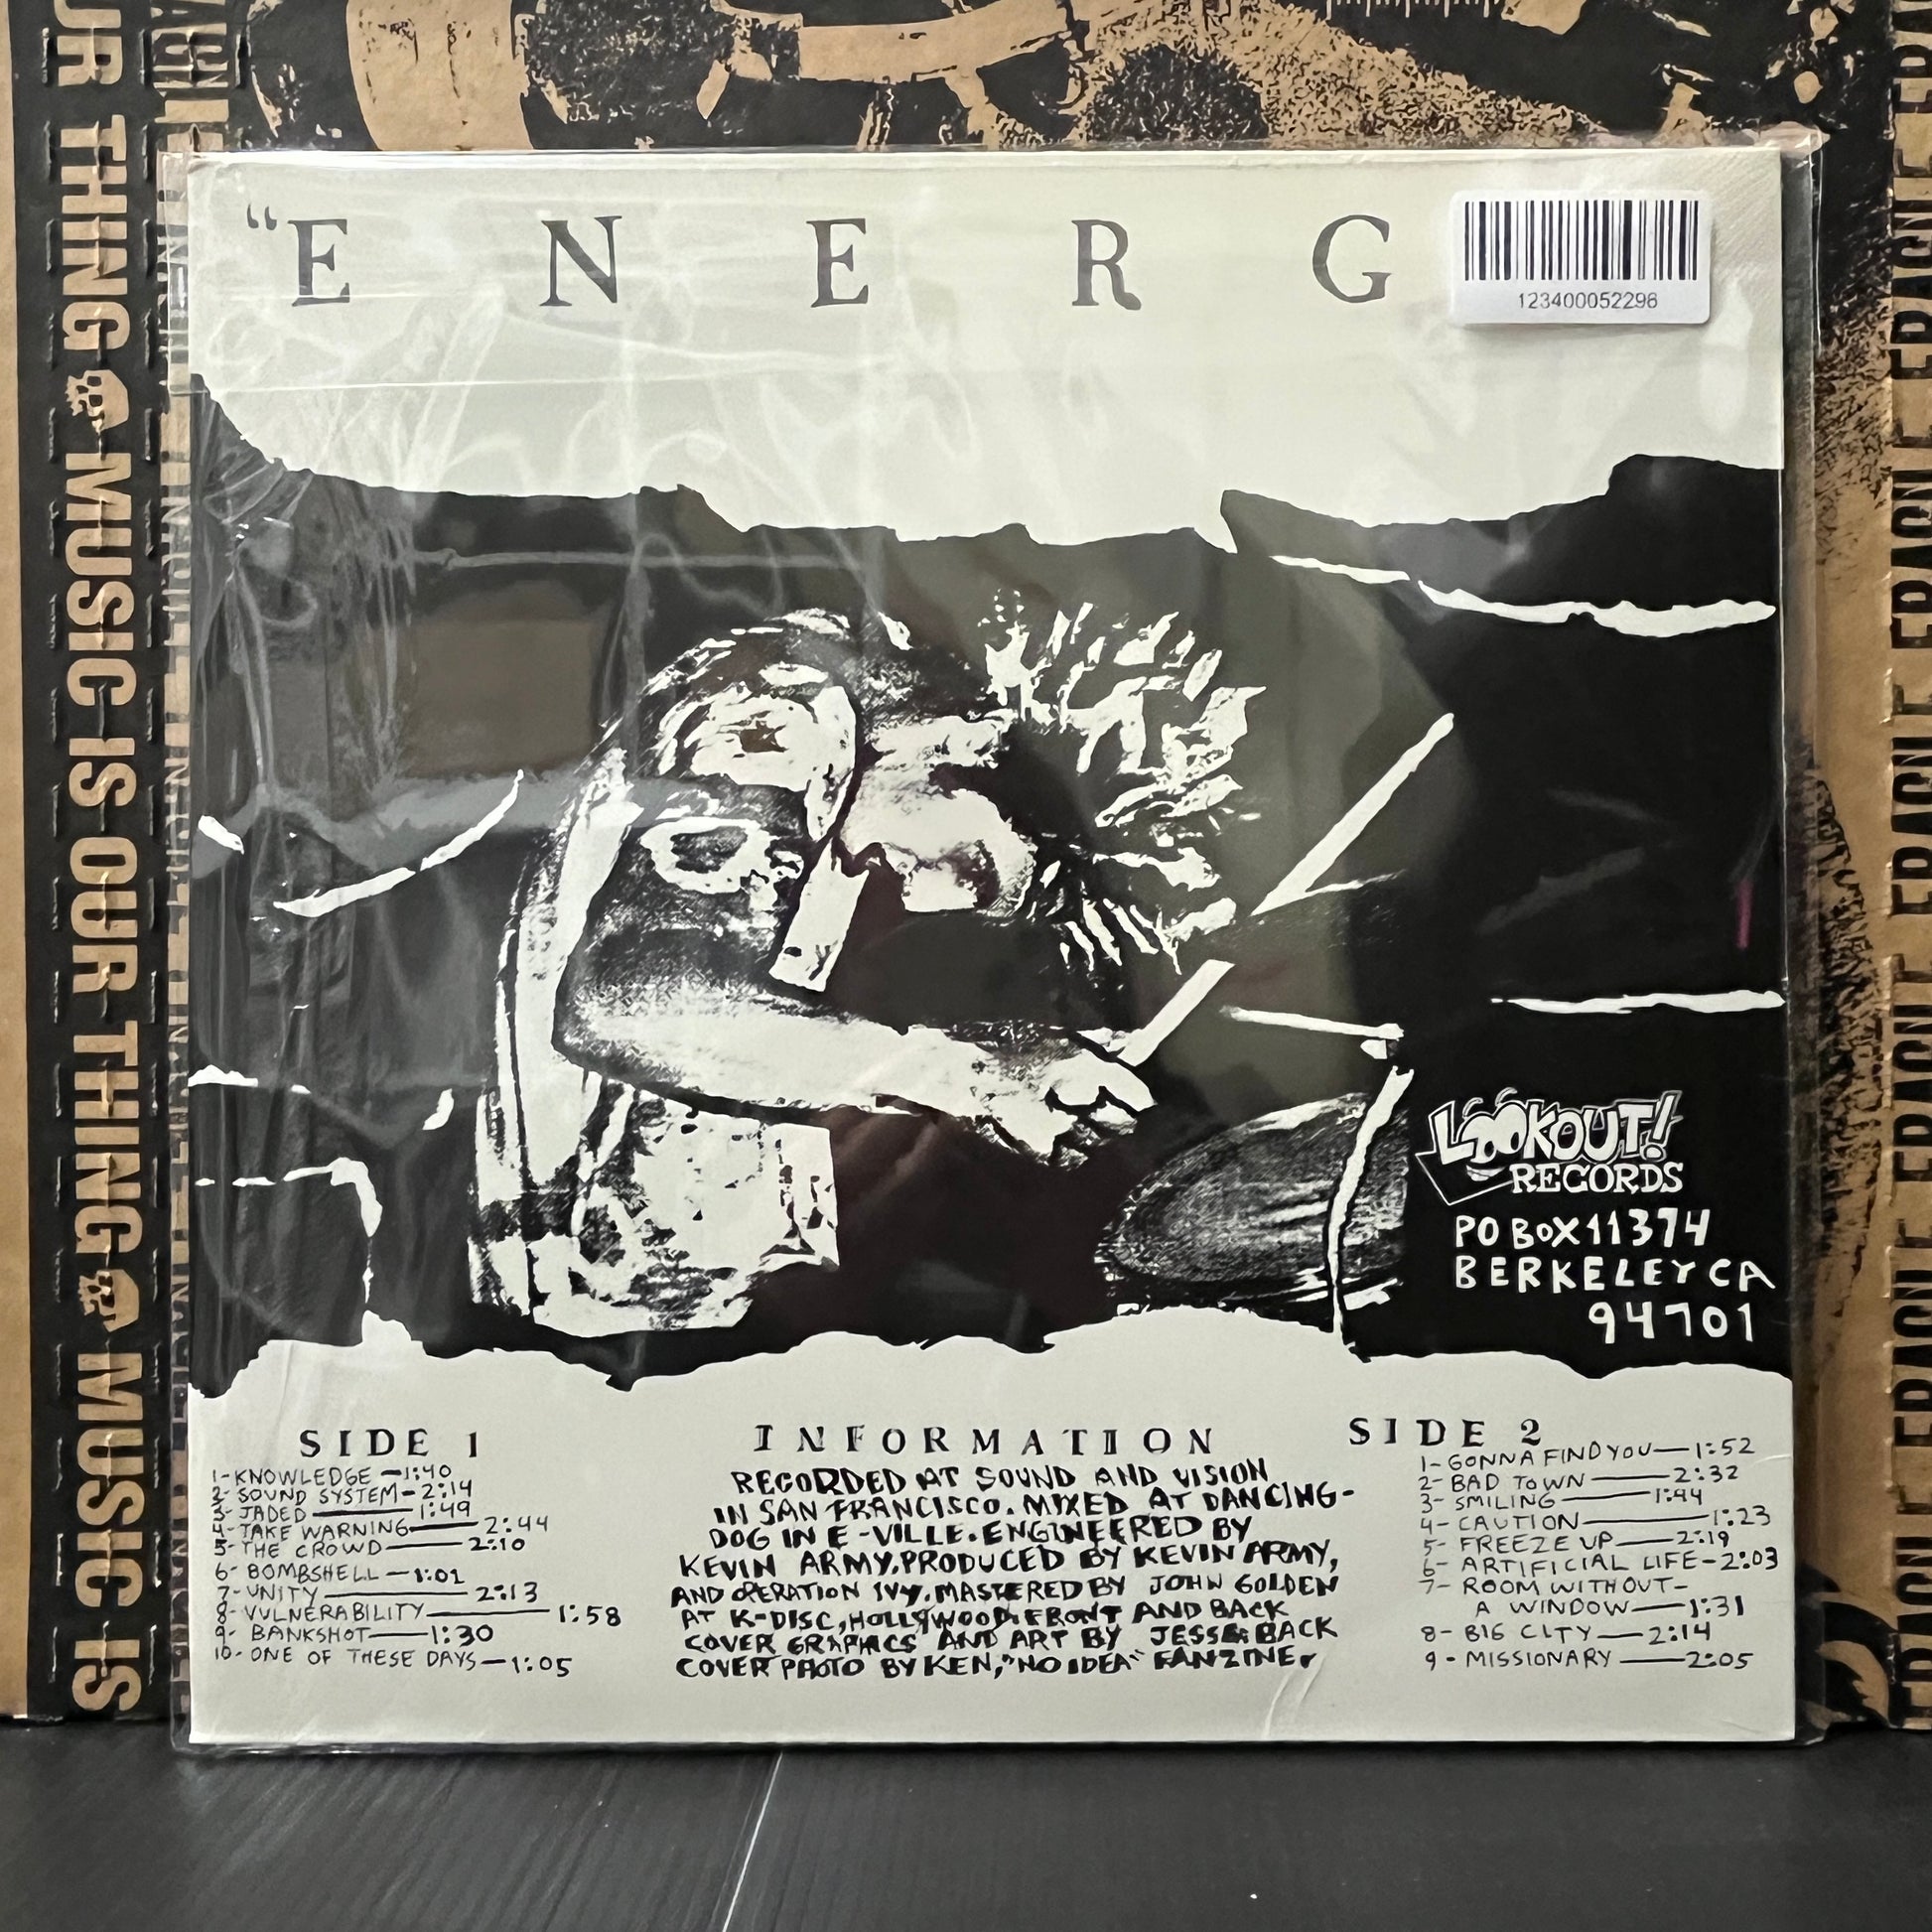 “ENERG
123400052296
LOOKOUT!
RECORDS
PO BOX 11374
BERKELEY CA
94701
SIDE 1
1-KNOWLEDGE—1:40
2-SOUND SYSTEM-2:14
3-JADED—1:49
4-TAKE WARNING—2:44
5-THE CROWD—2:10
6-BOMBSHELL—1:01
7-UNITY—2:13
8-VULNERABILITY—1:58
9-BANKSHOT—1:30
10-ONE OF THESE DAYS—1:05
INFORMATION
RECORDED AT SOUND AND VISION
IN SAN FRANCISCO. MIXED AT DANCING-
DOG IN E-VILLE. ENGINEERED BY
KEVIN ARMY. PRODUCED BY KEVIN ARMY,
AND OPERATION IVY. MASTERED BY JOHN GOLDEN
AT K-DISC, HOLLYWOOD. FRONT AND BACK
COVER GRAPHICS AND ART BY JESSE. BACK
COVER PHOTO BY KEN, "NO IDEA" FANZINE.
SIDE 2
1-GONNA FIND YOU—1:52
2-BAD TOWN—2:32
3-SMILING—1:44
4-CAUTION—1:23
5-FREEZE UP—2:19
6-ARTIFICIAL LIFE-2:03
7-ROOM WITHOUT-
A WINDOW—1:31
8-BIG CITY—2:14
9-MISSIONARY—2:05
UR THING MUSIC IS OUR THING MUSIC IS
FRAGILE FRAGILE FRAGILE FRAGILE